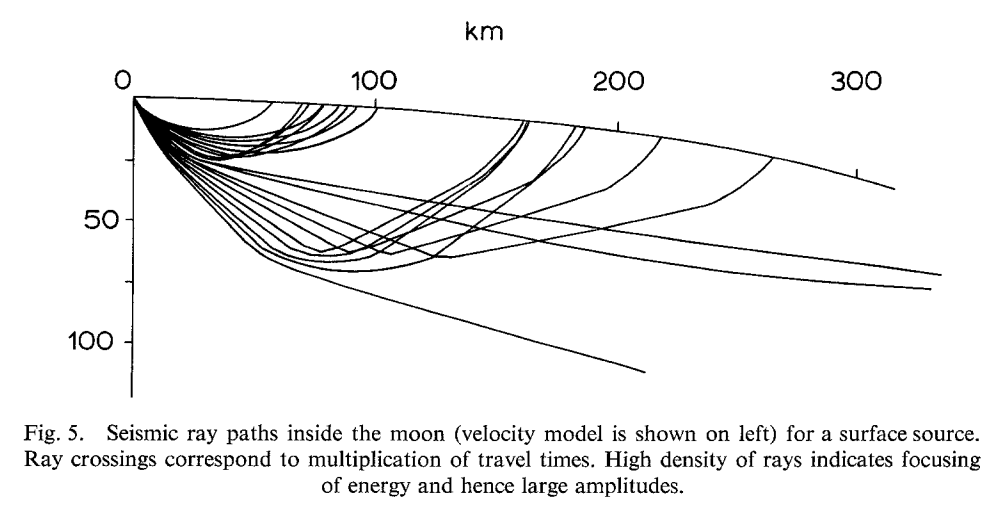 km
0 100 200 300
50
100
Fig. 5. Seismic ray paths inside the moon (velocity model is shown on left) for a surface source.
Ray crossings correspond to multiplication of travel times. High density of rays indicates focusing
of energy and hence large amplitudes.